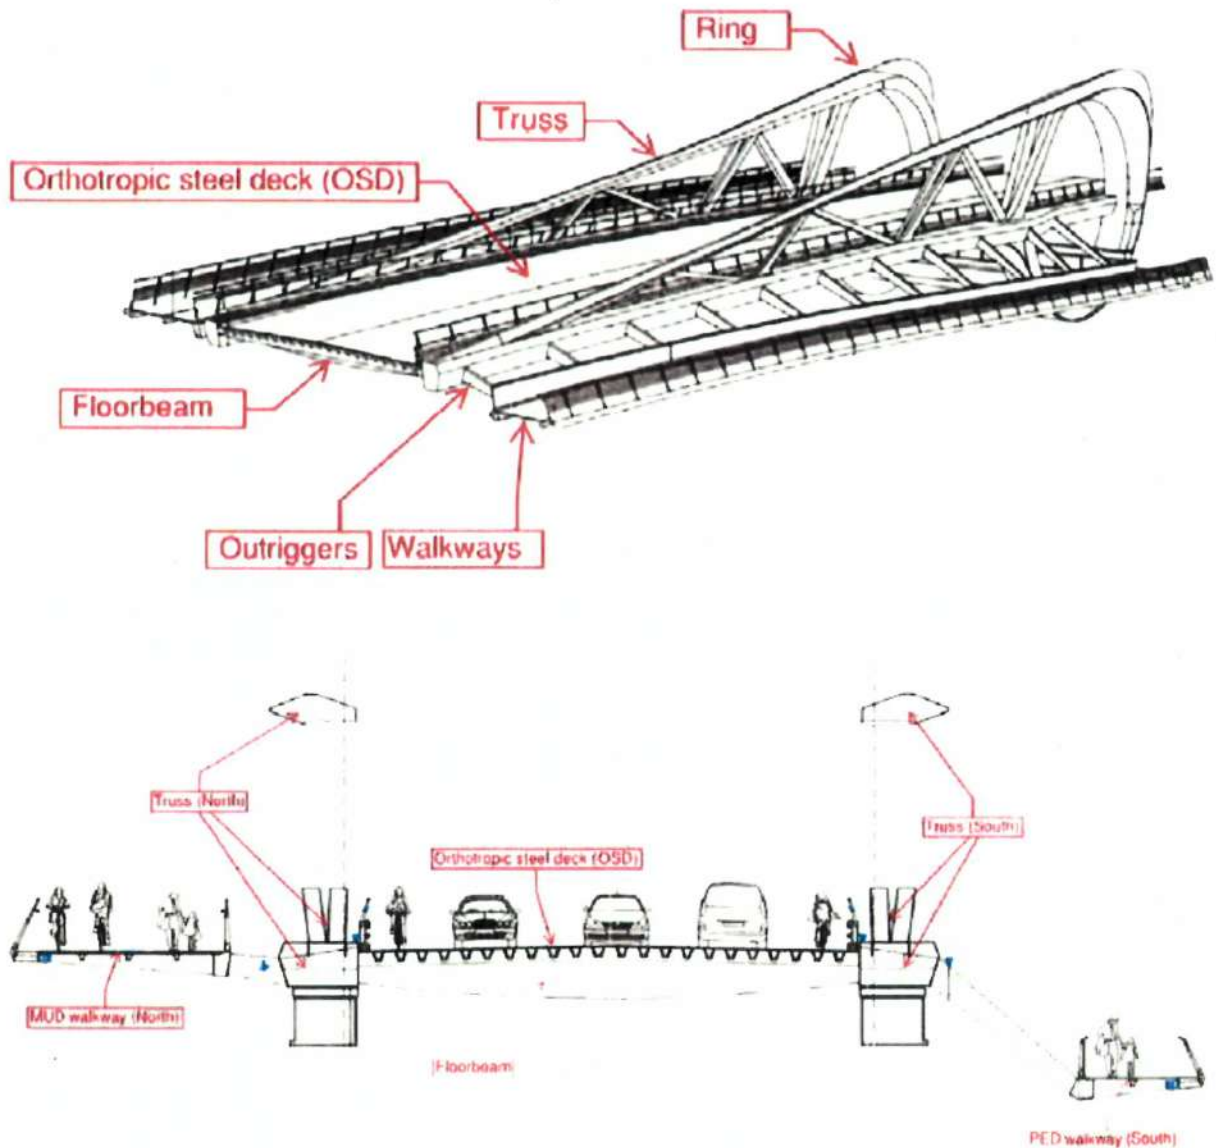 Ring
Truss
Orthotropic steel deck (OSD)
Floorbeam
Outriggers
Walkways
Truss (North)
Truss (South)
Orthotropic steel deck (OSD)
MUD walkway (North)
Floorbeam
PED walkway (South)